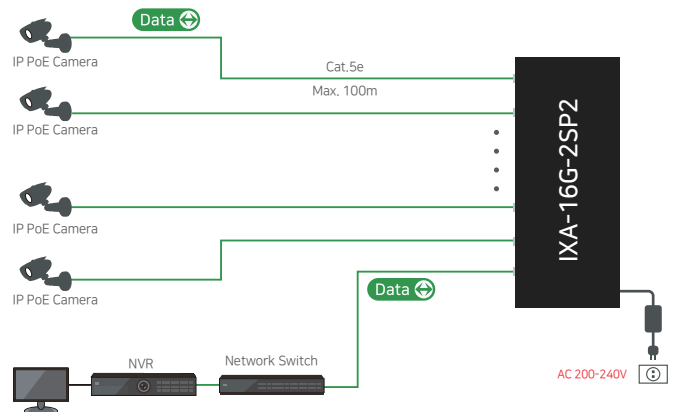 Data
IP PoE Camera
Cat.5e
Max. 100m
IP PoE Camera
IXA-16G-2SP2
IP PoE Camera
IP PoE Camera
Data
NVR
Network Switch
AC 200-240V